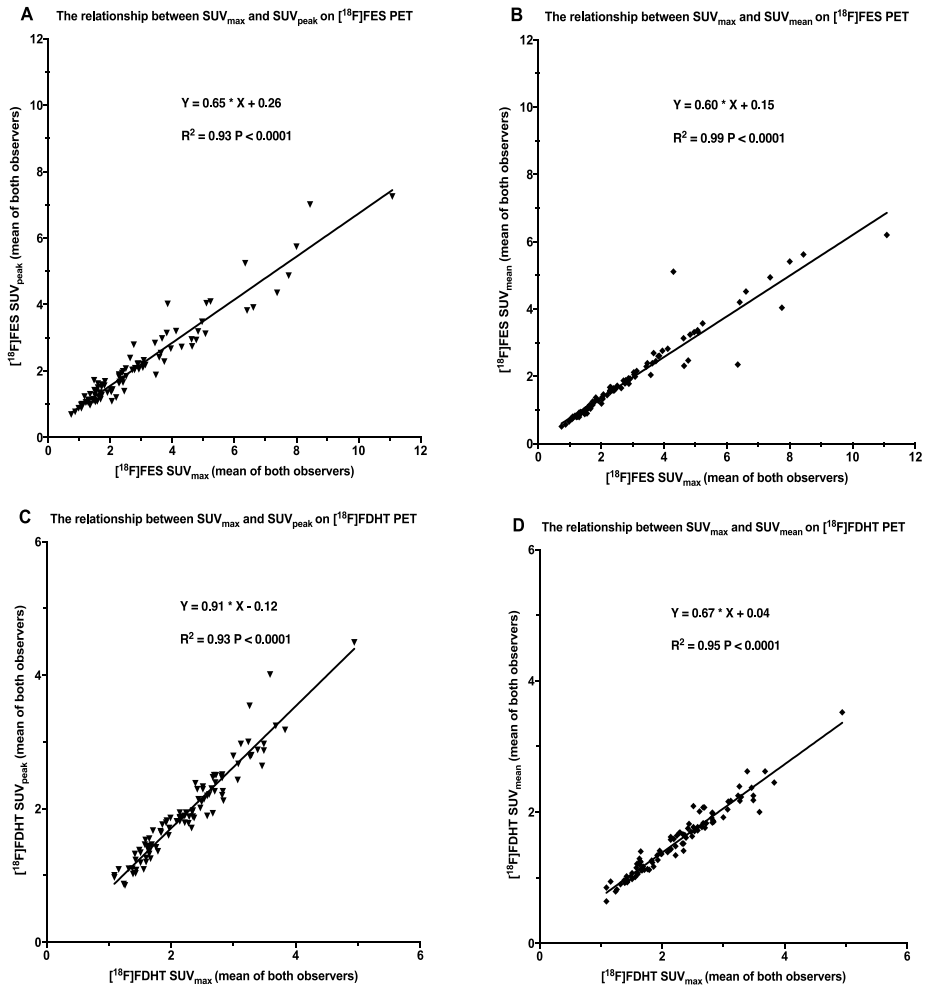 A The relationship between SUVmax and SUVpeak on [18F]FES PET
12
10
8
6
4
2
0
Y = 0.65 * X + 0.26
R2 = 0.93 P < 0.0001
[18F]FES SUVpeak (mean of both observers)
0 2 4 6 8 10 12
[18F]FES SUVmax (mean of both observers)
B The relationship between SUVmax and SUVmean on [18F]FES PET
12
10
8
6
4
2
0
Y = 0.60 * X + 0.15
R2 = 0.99 P < 0.0001
[18F]FES SUVmean (mean of both observers)
0 2 4 6 8 10 12
[18F]FES SUVmax (mean of both observers)
C The relationship between SUVmax and SUVpeak on [18F]FDHT PET
6
4
2
0
Y = 0.91 * X - 0.12
R2 = 0.93 P < 0.0001
[18F]FDHT SUVpeak (mean of both observers)
0 2 4 6
[18F]FDHT SUVmax (mean of both observers)
D The relationship between SUVmax and SUVmean on [18F]FDHT PET
6
4
2
0
Y = 0.67 * X + 0.04
R2 = 0.95 P < 0.0001
[18F]FDHT SUVmean (mean of both observers)
0 2 4 6
[18F]FDHT SUVmax (mean of both observers)